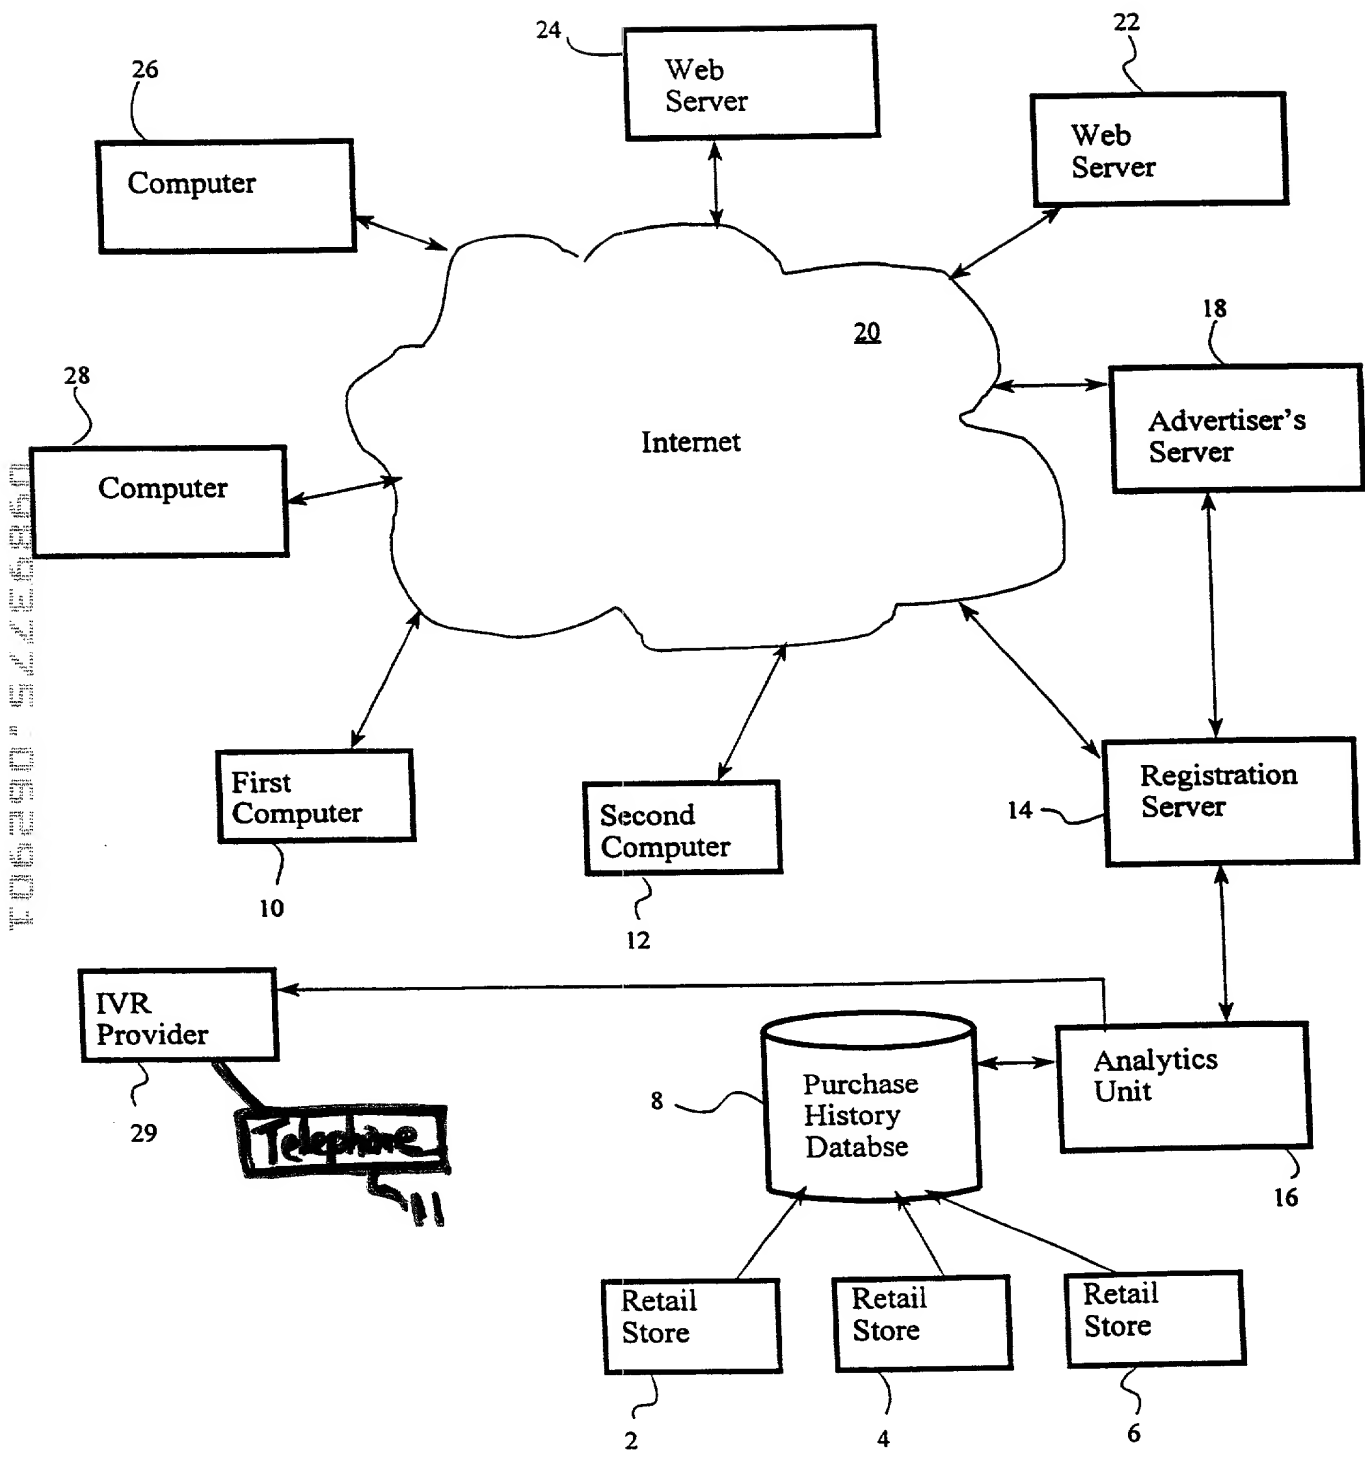 24
22
26
Web
Server
Web
Server
Computer
20
18
28
Internet
Advertiser's
Server
Computer
First
Computer
Second
Computer
Registration
Server
14
10
12
IVR
Provider
Analytics
Unit
Purchase
History
Databse
8
29
Telephone
11
16
Retail
Store
Retail
Store
Retail
Store
2
4
6